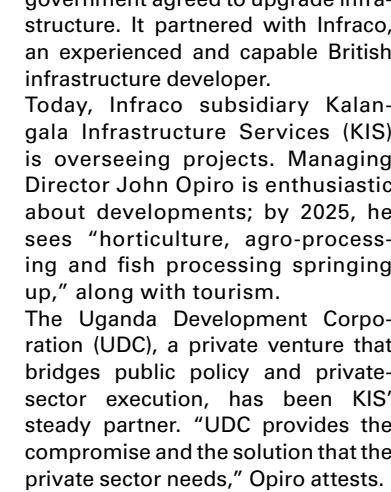 government agreed to upgrade infra-
structure. It partnered with Infraco,
an experienced and capable British
infrastructure developer.
Today, Infraco subsidiary Kalan-
gala Infrastructure Services (KIS)
is overseeing projects. Managing
Director John Opiro is enthusiastic
about developments; by 2025, he
sees “horticulture, agro-process-
ing and fish processing springing
up,” along with tourism.
The Uganda Development Corpo-
ration (UDC), a private venture that
bridges public policy and private-
sector execution, has been KIS’
steady partner. “UDC provides the
compromise and the solution that the
private sector needs,” Opiro attests.